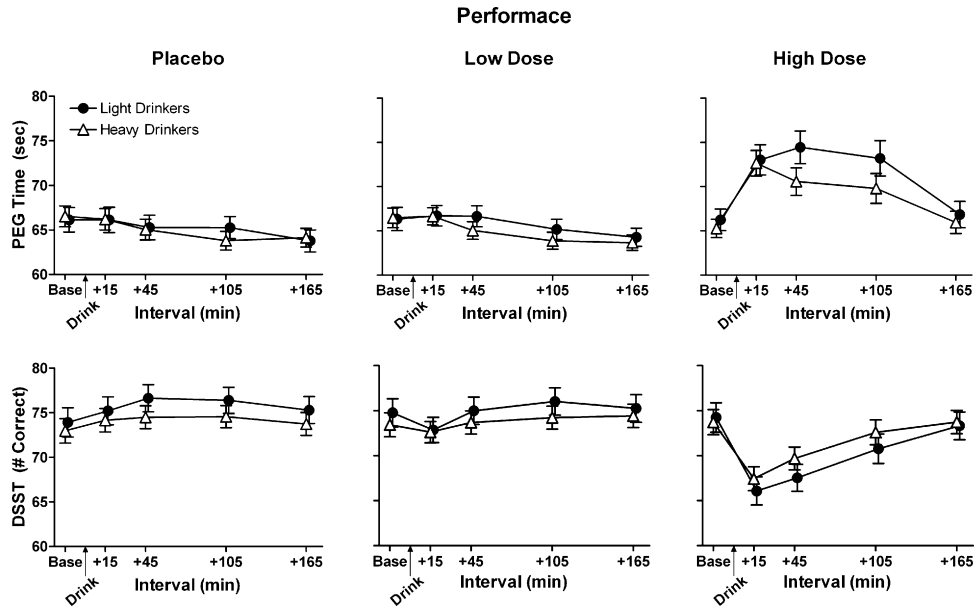 Performace
Placebo
Low Dose
High Dose
PEG Time (sec)
80
75
70
65
60
Light Drinkers
Heavy Drinkers
Base
+15
+45
+105
+165
Drink
Interval (min)
Base
+15
+45
+105
+165
Drink
Interval (min)
Base
+15
+45
+105
+165
Drink
Interval (min)
DSST (# Correct)
80
75
70
65
60
Base
+15
+45
+105
+165
Drink
Interval (min)
Base
+15
+45
+105
+165
Drink
Interval (min)
Base
+15
+45
+105
+165
Drink
Interval (min)